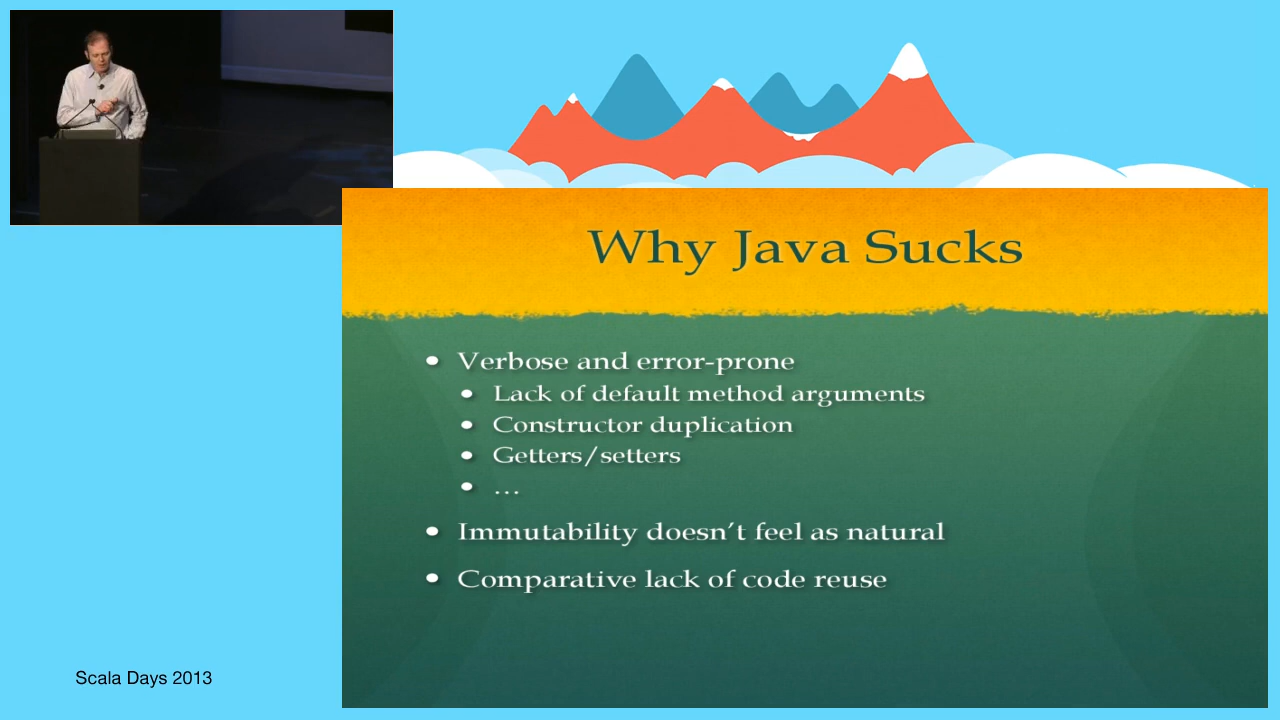 Why Java Sucks
• Verbose and error-prone
• Lack of default method arguments
• Constructor duplication
• Getters/setters
• …
• Immutability doesn’t feel as natural
• Comparative lack of code reuse
Scala Days 2013